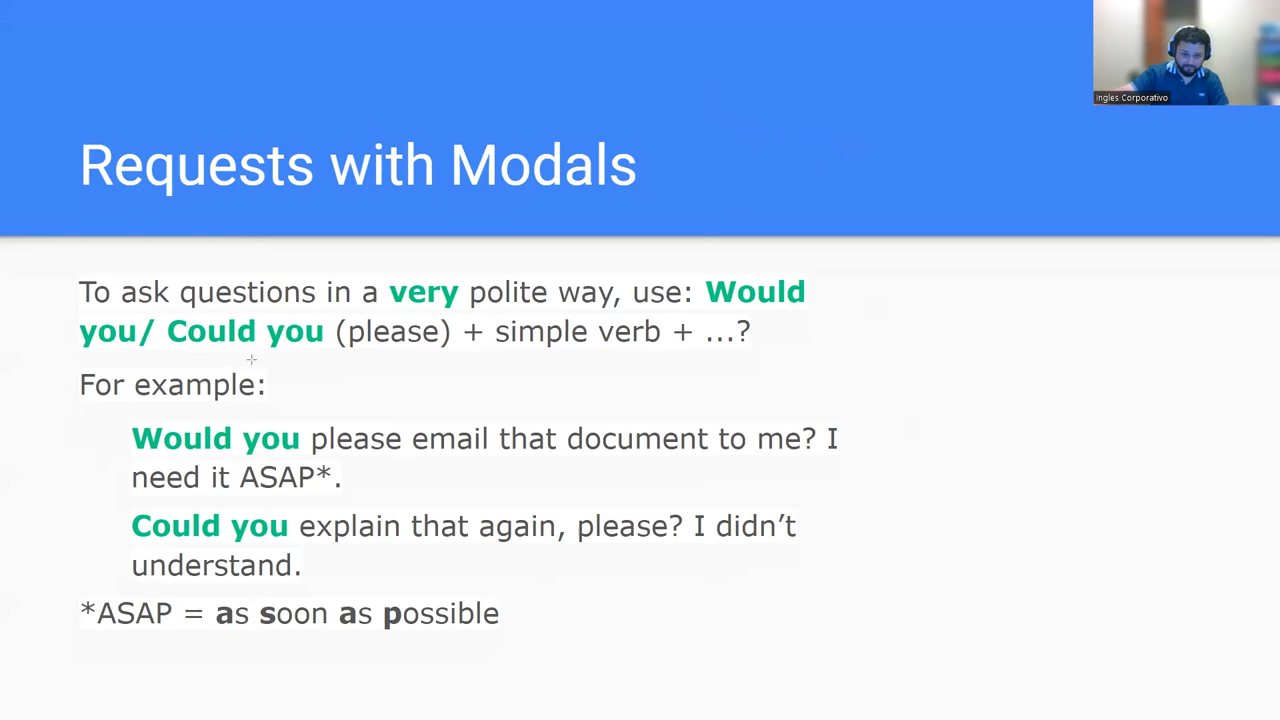 Ingles Corporativo
Requests with Modals
To ask questions in a very polite way, use: Would
you/ Could you (please) + simple verb + ...?
For example:
Would you please email that document to me? I
need it ASAP*.
Could you explain that again, please? I didn’t
understand.
*ASAP = as soon as possible